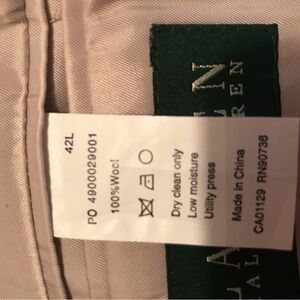 42L
PO 4900029001
100%Wool
Dry clean only
Low moisture
Utility press
Made in China
CA01129 RN90736